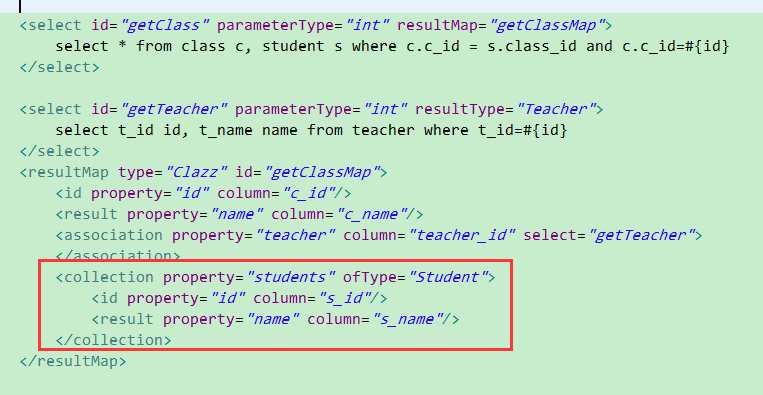 <select id="getClass" parameterType="int" resultMap="getClassMap">
select * from class c, student s where c.c_id = s.class_id and c.c_id=#{id}
</select>
<select id="getTeacher" parameterType="int" resultType="Teacher">
select t_id id, t_name name from teacher where t_id=#{id}
</select>
<resultMap type="Clazz" id="getClassMap">
<id property="id" column="c_id"/>
<result property="name" column="c_name"/>
<association property="teacher" column="teacher_id" select="getTeacher">
</association>
<collection property="students" ofType="Student">
<id property="id" column="s_id"/>
<result property="name" column="s_name"/>
</collection>
</resultMap>